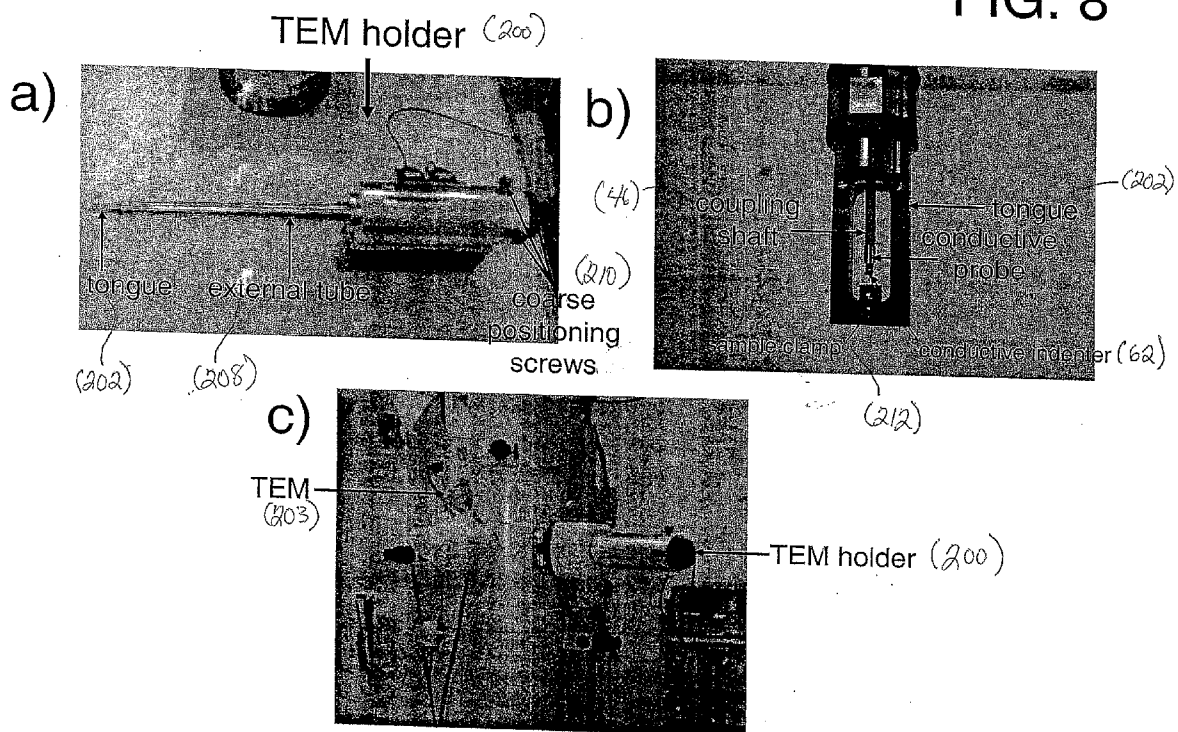 FIG. 8
TEM holder (200)
a)
tongue
external tube
coarse
positioning
screws
(210)
(202)
(208)
b)
(46)
coupling
shaft
(202)
tongue
conductive
probe
sample clamp
conductive indenter (62)
(212)
c)
TEM
(203)
TEM holder (200)